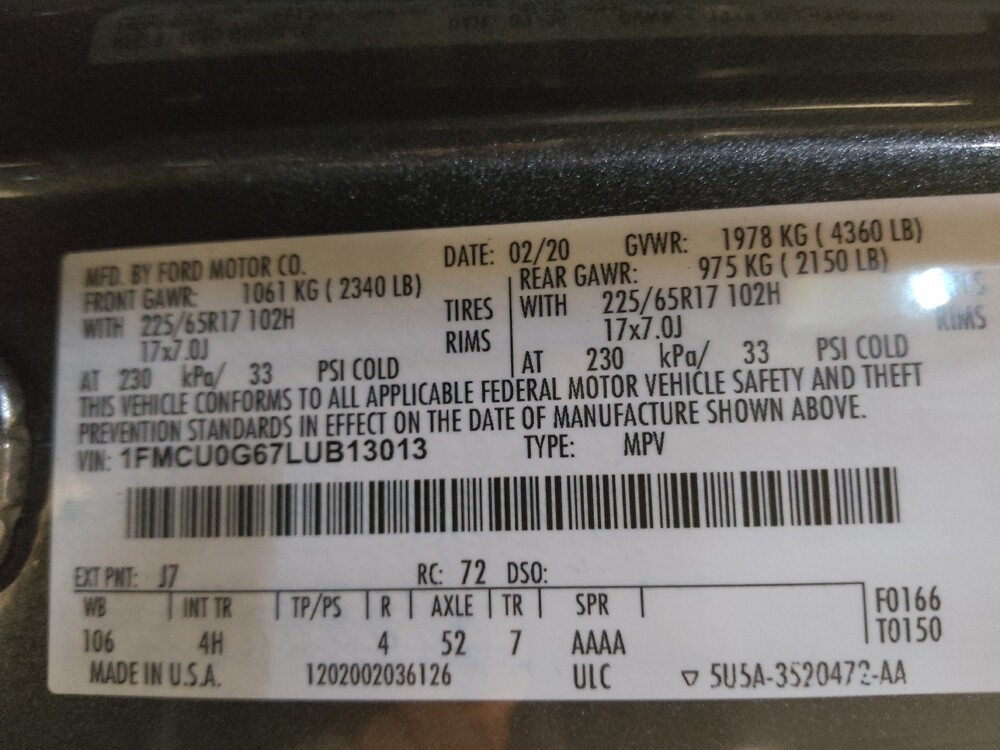 MFD. BY FORD MOTOR CO. DATE: 02/20 GVWR: 1978 KG ( 4360 LB)
FRONT GAWR: 1061 KG ( 2340 LB) REAR GAWR: 975 KG ( 2150 LB)
WITH 225/65R17 102H TIRES WITH 225/65R17 102H
17x7.0J RIMS 17x7.0J RIMS
AT 230 kPa/ 33 PSI COLD AT 230 kPa/ 33 PSI COLD
THIS VEHICLE CONFORMS TO ALL APPLICABLE FEDERAL MOTOR VEHICLE SAFETY AND THEFT
PREVENTION STANDARDS IN EFFECT ON THE DATE OF MANUFACTURE SHOWN ABOVE.
VIN: 1FMCU0G67LUB13013 TYPE: MPV
EXT PNT: J7 RC: 72 DSO:
WB INT TR TP/PS R AXLE TR SPR F0166
106 4H 4 52 7 AAAA T0150
MADE IN U.S.A. 1202002036126 ULC ▽ 5U5A-3520472-AA